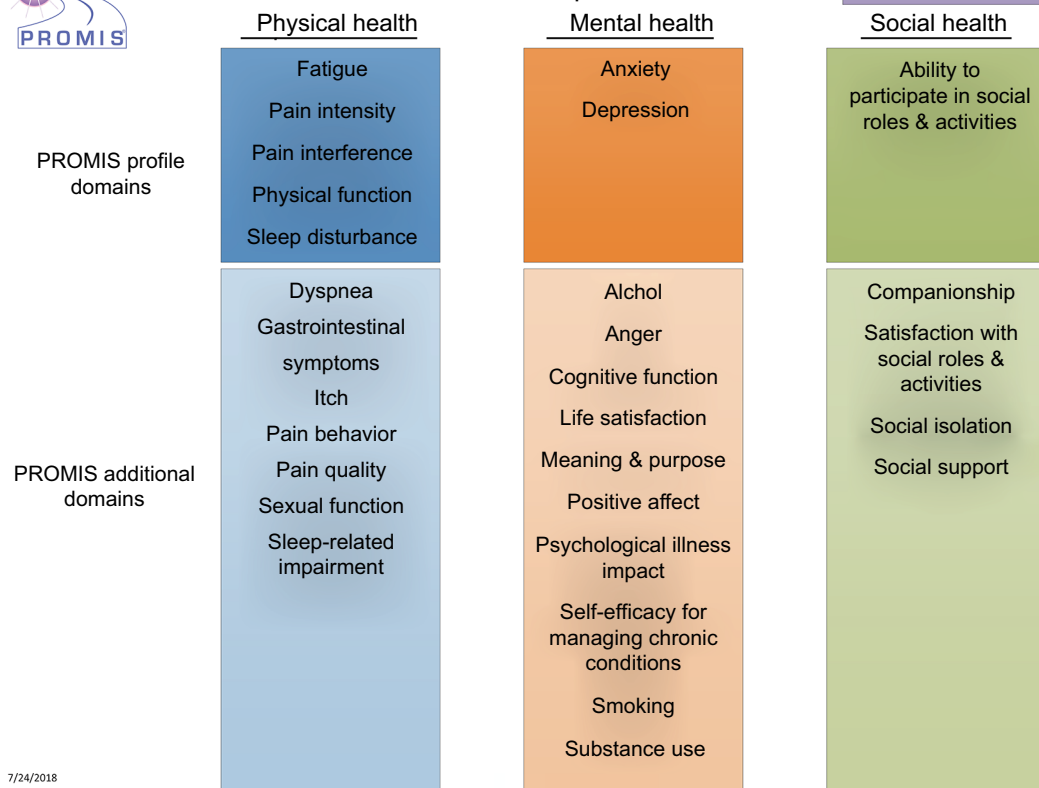 PROMIS®
Physical health
Mental health
Social health
PROMIS profile
domains
Fatigue
Pain intensity
Pain interference
Physical function
Sleep disturbance
Anxiety
Depression
Ability to
participate in social
roles & activities
PROMIS additional
domains
Dyspnea
Gastrointestinal
symptoms
Itch
Pain behavior
Pain quality
Sexual function
Sleep-related
impairment
Alchol
Anger
Cognitive function
Life satisfaction
Meaning & purpose
Positive affect
Psychological illness
impact
Self-efficacy for
managing chronic
conditions
Smoking
Substance use
Companionship
Satisfaction with
social roles &
activities
Social isolation
Social support
7/24/2018